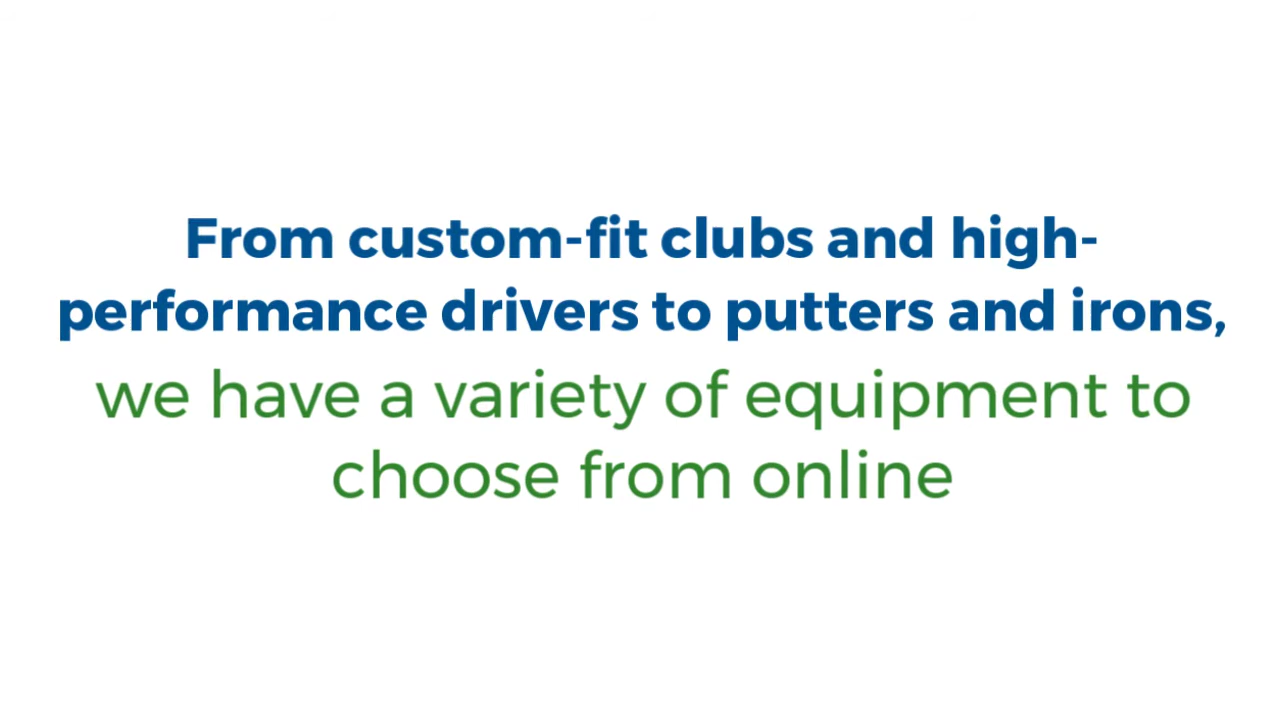 From custom-fit clubs and high-
performance drivers to putters and irons,
we have a variety of equipment to
choose from online